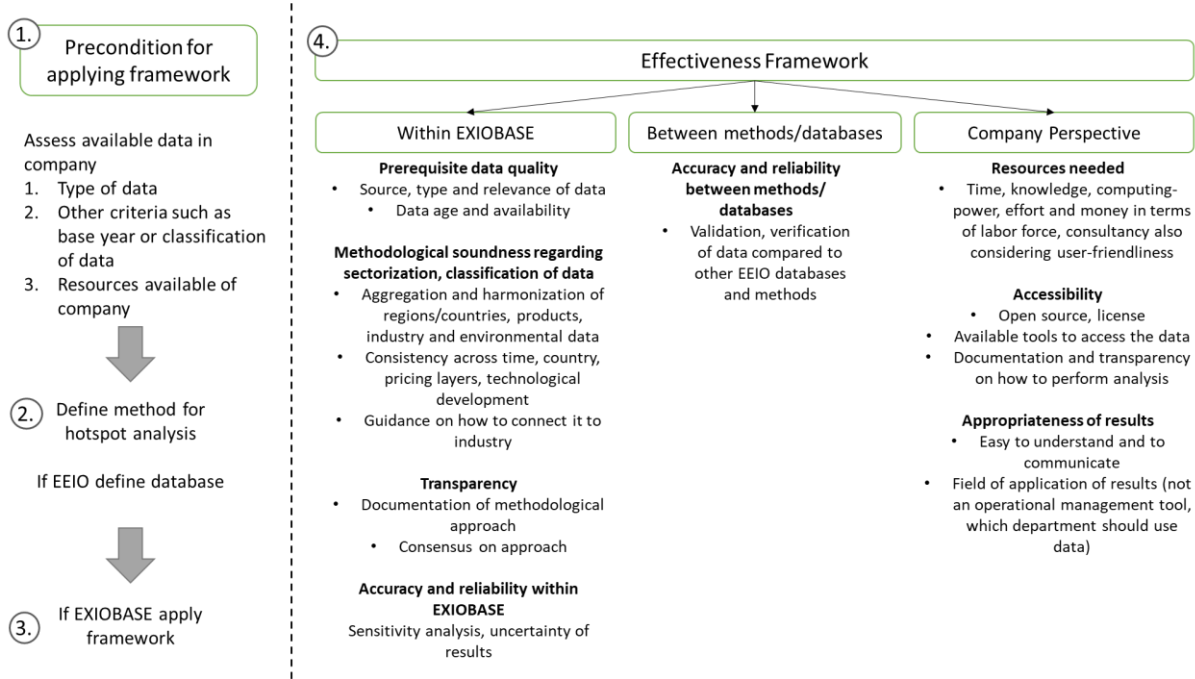 1.
Precondition for
applying framework
Assess available data in
company
1. Type of data
2. Other criteria such as
base year or classification
of data
3. Resources available of
company
2.
Define method for
hotspot analysis
If EEIO define database
3.
If EXIOBASE apply
framework
4.
Effectiveness Framework
Within EXIOBASE
Prerequisite data quality
• Source, type and relevance of data
• Data age and availability
Methodological soundness regarding
sectorization, classification of data
• Aggregation and harmonization of
regions/countries, products,
industry and environmental data
• Consistency across time, country,
pricing layers, technological
development
• Guidance on how to connect it to
industry
Transparency
• Documentation of methodological
approach
• Consensus on approach
Accuracy and reliability within
EXIOBASE
Sensitivity analysis, uncertainty of
results
Between methods/databases
Accuracy and reliability
between methods/
databases
• Validation, verification
of data compared to
other EEIO databases
and methods
Company Perspective
Resources needed
• Time, knowledge, computing-
power, effort and money in terms
of labor force, consultancy also
considering user-friendliness
Accessibility
• Open source, license
• Available tools to access the data
• Documentation and transparency
on how to perform analysis
Appropriateness of results
• Easy to understand and to
communicate
• Field of application of results (not
an operational management tool,
which department should use
data)